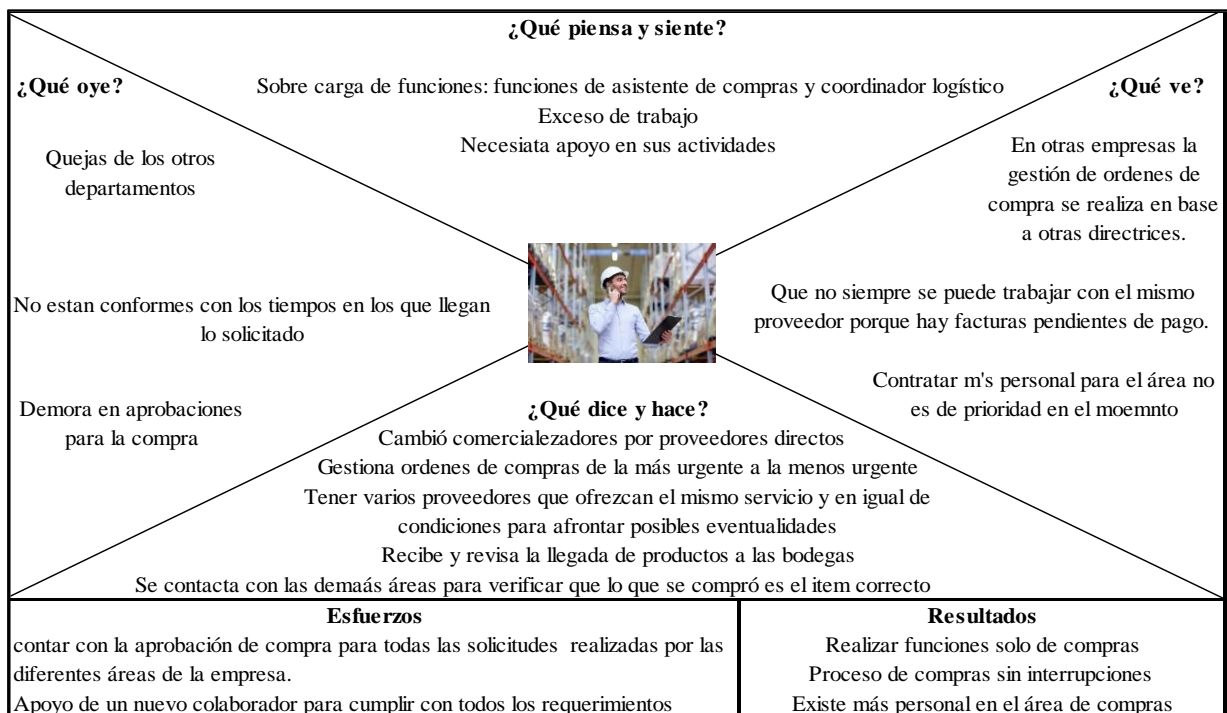 ¿Qué piensa y siente?
Sobre carga de funciones: funciones de asistente de compras y coordinador logístico
Exceso de trabajo
Necesiata apoyo en sus actividades
¿Qué oye?
Quejas de los otros
departamentos
No estan conformes con los tiempos en los que llegan
lo solicitado
Demora en aprobaciones
para la compra
¿Qué ve?
En otras empresas la
gestión de ordenes de
compra se realiza en base
a otras directrices.
Que no siempre se puede trabajar con el mismo
proveedor porque hay facturas pendientes de pago.
Contratar m's personal para el área no
es de prioridad en el moemnto
¿Qué dice y hace?
Cambió comercialezadores por proveedores directos
Gestiona ordenes de compras de la más urgente a la menos urgente
Tener varios proveedores que ofrezcan el mismo servicio y en igual de
condiciones para afrontar posibles eventualidades
Recibe y revisa la llegada de productos a las bodegas
Se contacta con las demaás áreas para verificar que lo que se compró es el item correcto
Esfuerzos
contar con la aprobación de compra para todas las solicitudes realizadas por las
diferentes áreas de la empresa.
Apoyo de un nuevo colaborador para cumplir con todos los requerimientos
Resultados
Realizar funciones solo de compras
Proceso de compras sin interrupciones
Existe más personal en el área de compras